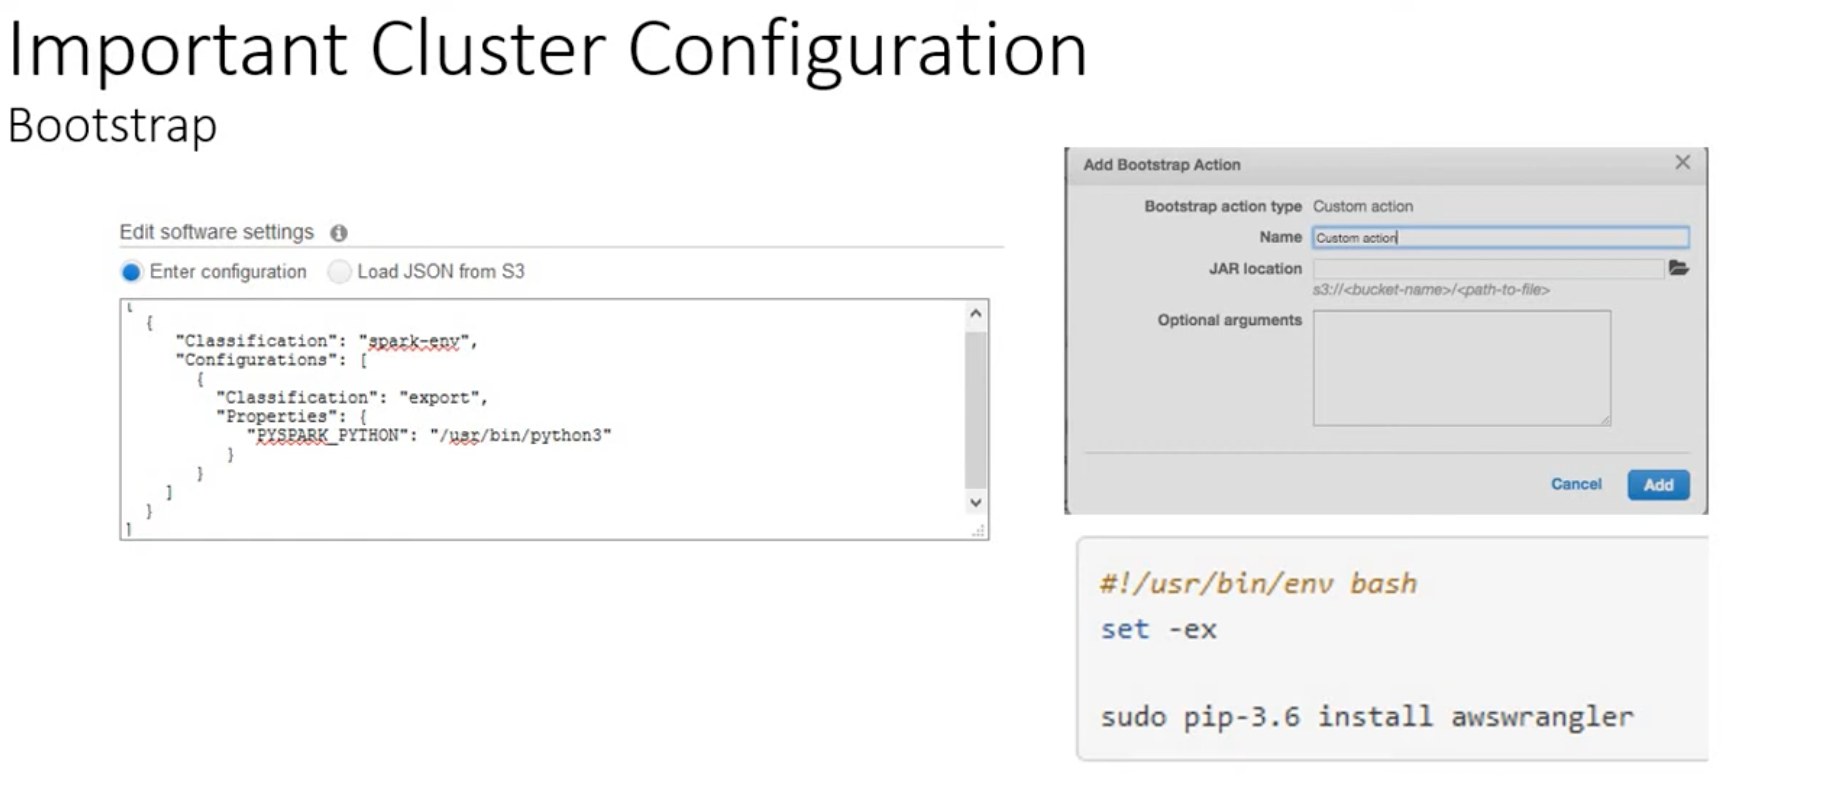 Important Cluster Configuration
Bootstrap
Edit software settings
Enter configuration Load JSON from S3
[
{
"Classification": "spark-env",
"Configurations": [
{
"Classification": "export",
"Properties": {
"PYSPARK_PYTHON": "/usr/bin/python3"
}
}
]
}
]
Add Bootstrap Action
Bootstrap action type Custom action
Name Custom action
JAR location
s3://<bucket-name>/<path-to-file>
Optional arguments
Cancel Add
#!/usr/bin/env bash
set -ex
sudo pip-3.6 install awswrangler